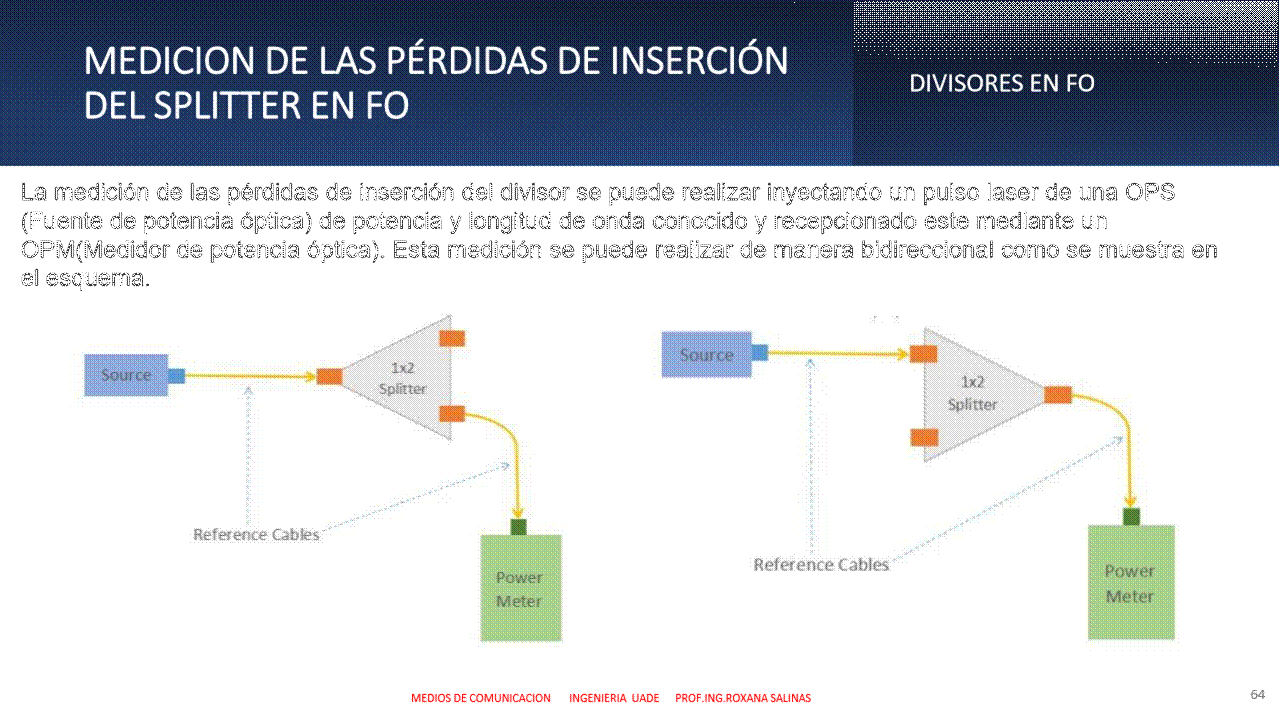 MEDICION DE LAS PÉRDIDAS DE INSERCIÓN
DEL SPLITTER EN FO
DIVISORES EN FO
La medición de las pérdidas de inserción del divisor se puede realizar inyectando un pulso laser de una OPS
(Fuente de potencia óptica) de potencia y longitud de onda conocido y recepcionado este mediante un
OPM(Medidor de potencia óptica). Esta medición se puede realizar de manera bidireccional como se muestra en
el esquema.
Source
1x2
Splitter
Reference Cables
Power
Meter
Source
1x2
Splitter
Reference Cables
Power
Meter
MEDIOS DE COMUNICACION INGENIERIA UADE PROF.ING.ROXANA SALINAS
64